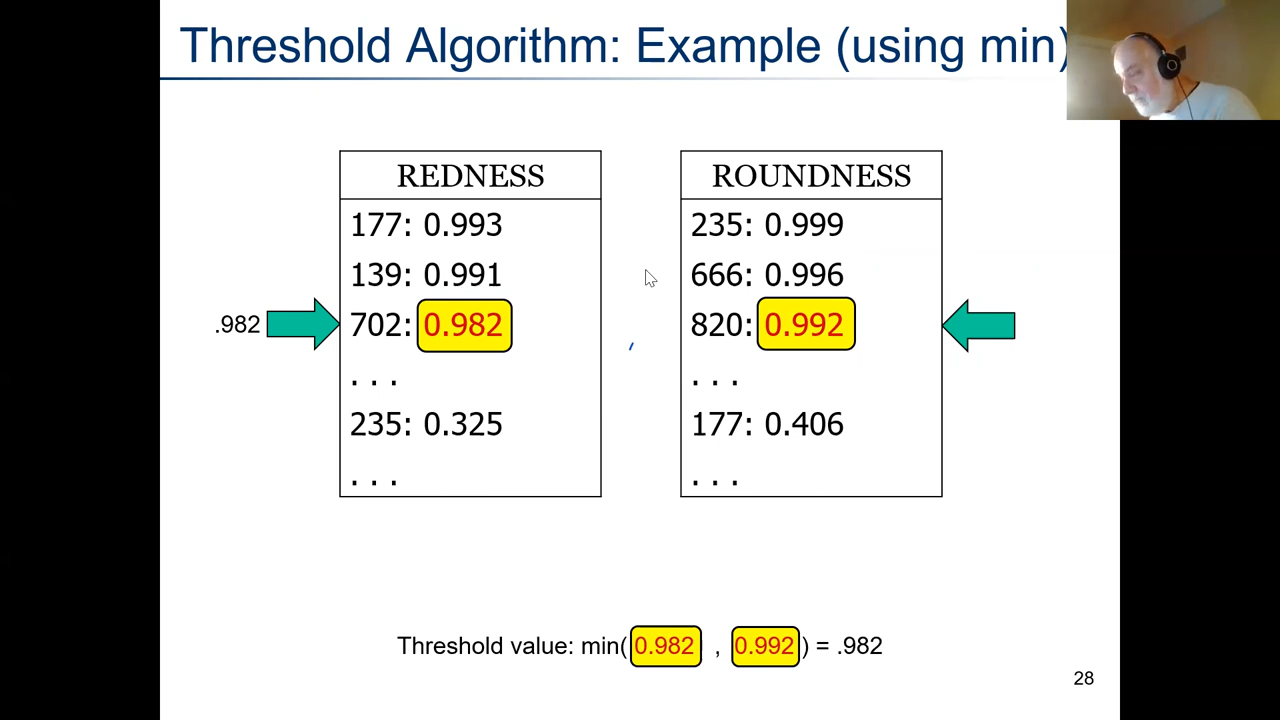 Threshold Algorithm: Example (using min)
REDNESS
177: 0.993
139: 0.991
.982
702: 0.982
. . .
235: 0.325
. . .
ROUNDNESS
235: 0.999
666: 0.996
820: 0.992
. . .
177: 0.406
. . .
Threshold value: min(0.982 , 0.992) = .982
28